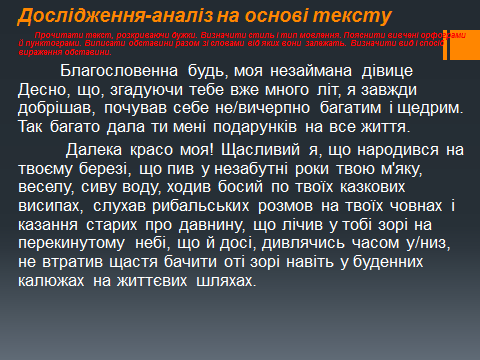 Дослідження-аналіз на основі тексту
Прочитати текст, розкриваючи дужки. Визначити стиль і тип мовлення. Пояснити вивчені орфограми
й пунктограми. Виписати обставини разом зі словами від яких вони залежать. Визначити вид і спосіб
вираження обставини.
Благословенна будь, моя незаймана дівице
Десно, що, згадуючи тебе вже много літ, я завжди
добрішав, почував себе не/вичерпно багатим і щедрим.
Так багато дала ти мені подарунків на все життя.
Далека красо моя! Щасливий я, що народився на
твоєму березі, що пив у незабутні роки твою м'яку,
веселу, сиву воду, ходив босий по твоїх казкових
висипах, слухав рибальських розмов на твоїх човнах і
казання старих про давнину, що лічив у тобі зорі на
перекинутому небі, що й досі, дивлячись часом у/низ,
не втратив щастя бачити оті зорі навіть у буденних
калюжах на життєвих шляхах.